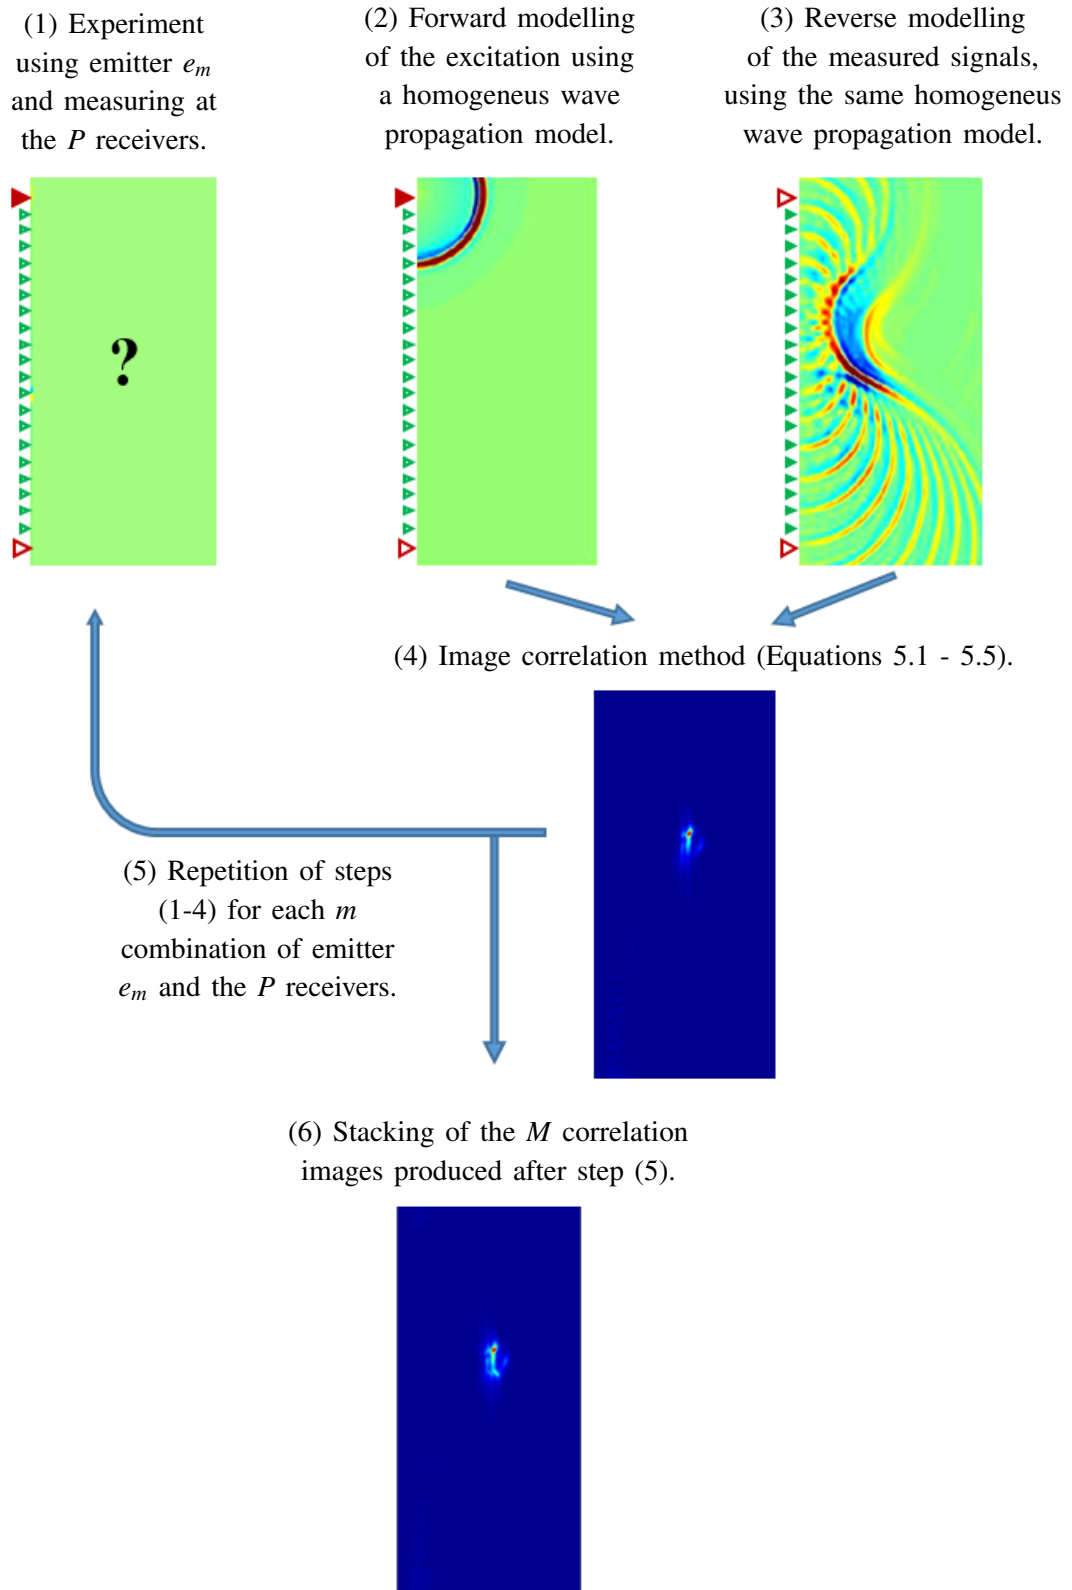 (1) Experiment
using emitter e_m
and measuring at
the P receivers.
(2) Forward modelling
of the excitation using
a homogeneus wave
propagation model.
(3) Reverse modelling
of the measured signals,
using the same homogeneus
wave propagation model.
?
(4) Image correlation method (Equations 5.1 - 5.5).
(5) Repetition of steps
(1-4) for each m
combination of emitter
e_m and the P receivers.
(6) Stacking of the M correlation
images produced after step (5).